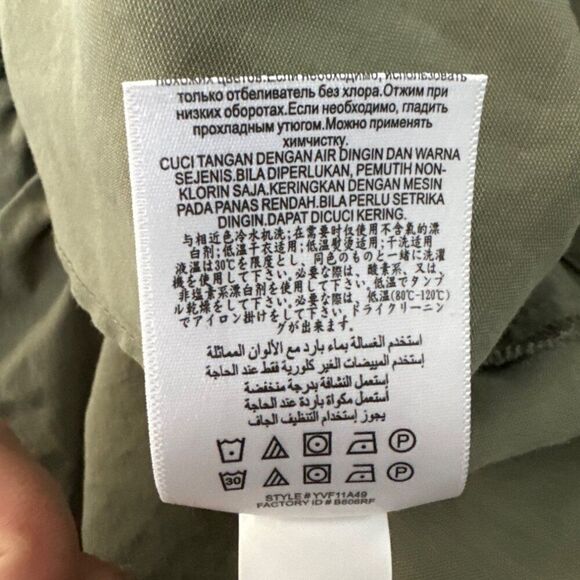 похожих цветов.Если необходимо, использовать
только отбеливатель без хлора.Отжим при
низких оборотах.Если необходимо, гладить
прохладным утюгом.Можно применять
химчистку.
CUCI TANGAN DENGAN AIR DINGIN DAN WARNA
SEJENIS.BILA DIPERLUKAN, PEMUTIH NON-
KLORIN SAJA.KERINGKAN DENGAN MESIN
PADA PANAS RENDAH.BILA PERLU SETRIKA
DINGIN.DAPAT DICUCI KERING.
与相近色冷水机洗;在需要时仅使用不含氧的漂
白剂;低温干衣适用;低温熨烫适用;干洗适用
液温は30℃を限度とし、同色のものと一緒に洗濯
機を使用して下さい。必要な際は、酸素系、又は、
非塩素系漂白剤を使用して下さい。低温でタンブ
ル乾燥をして下さい。必要な際は、低温(80℃-120℃)
でアイロン掛けをして下さい。ドライクリーニン
グが出来ます。
استخدم الغسالة بماء بارد مع الألوان المماثلة
استخدم المبيضات الغير كلورية فقط عند الحاجة
إستعمل النشافة بدرجة منخفضة
إستعمل مكواة باردة عند الحاجة
يجوز إستخدام التنظيف الجاف
P
30 P
STYLE # YVF11A49
FACTORY ID # B606RF